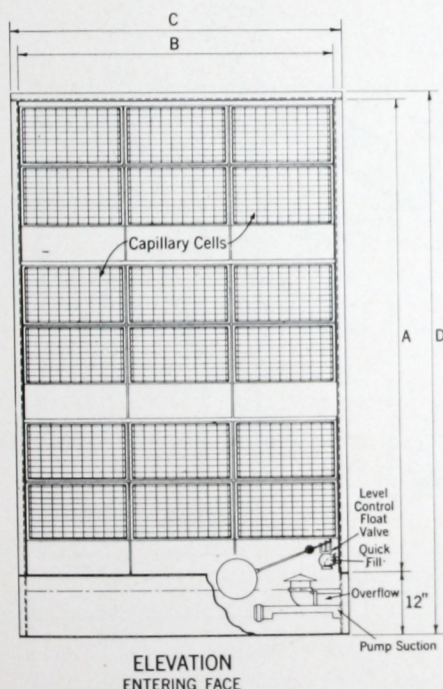 C
B
Capillary Cells
A
D
Level
Control
Float
Valve
Quick
Fill
Overflow
12"
Pump Suction
ELEVATION
ENTERING FACE